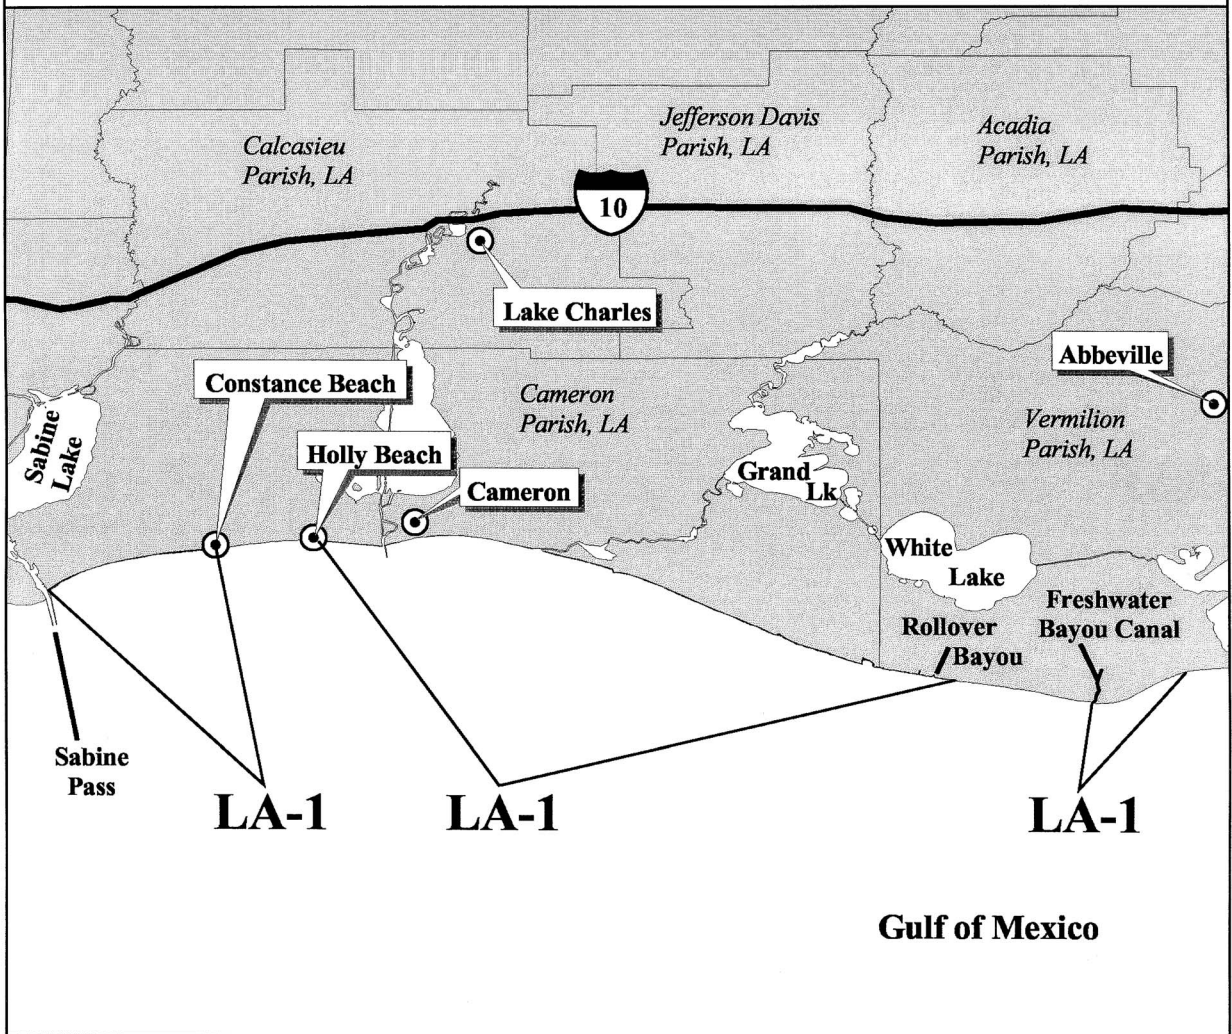 Calcasieu
Parish, LA
Jefferson Davis
Parish, LA
Acadia
Parish, LA
10
Lake Charles
Abbeville
Constance Beach
Cameron
Parish, LA
Vermilion
Parish, LA
Sabine
Lake
Holly Beach
Grand
Lk
Cameron
White
Lake
Freshwater
Bayou Canal
Rollover
Bayou
Sabine
Pass
LA-1
LA-1
LA-1
Gulf of Mexico